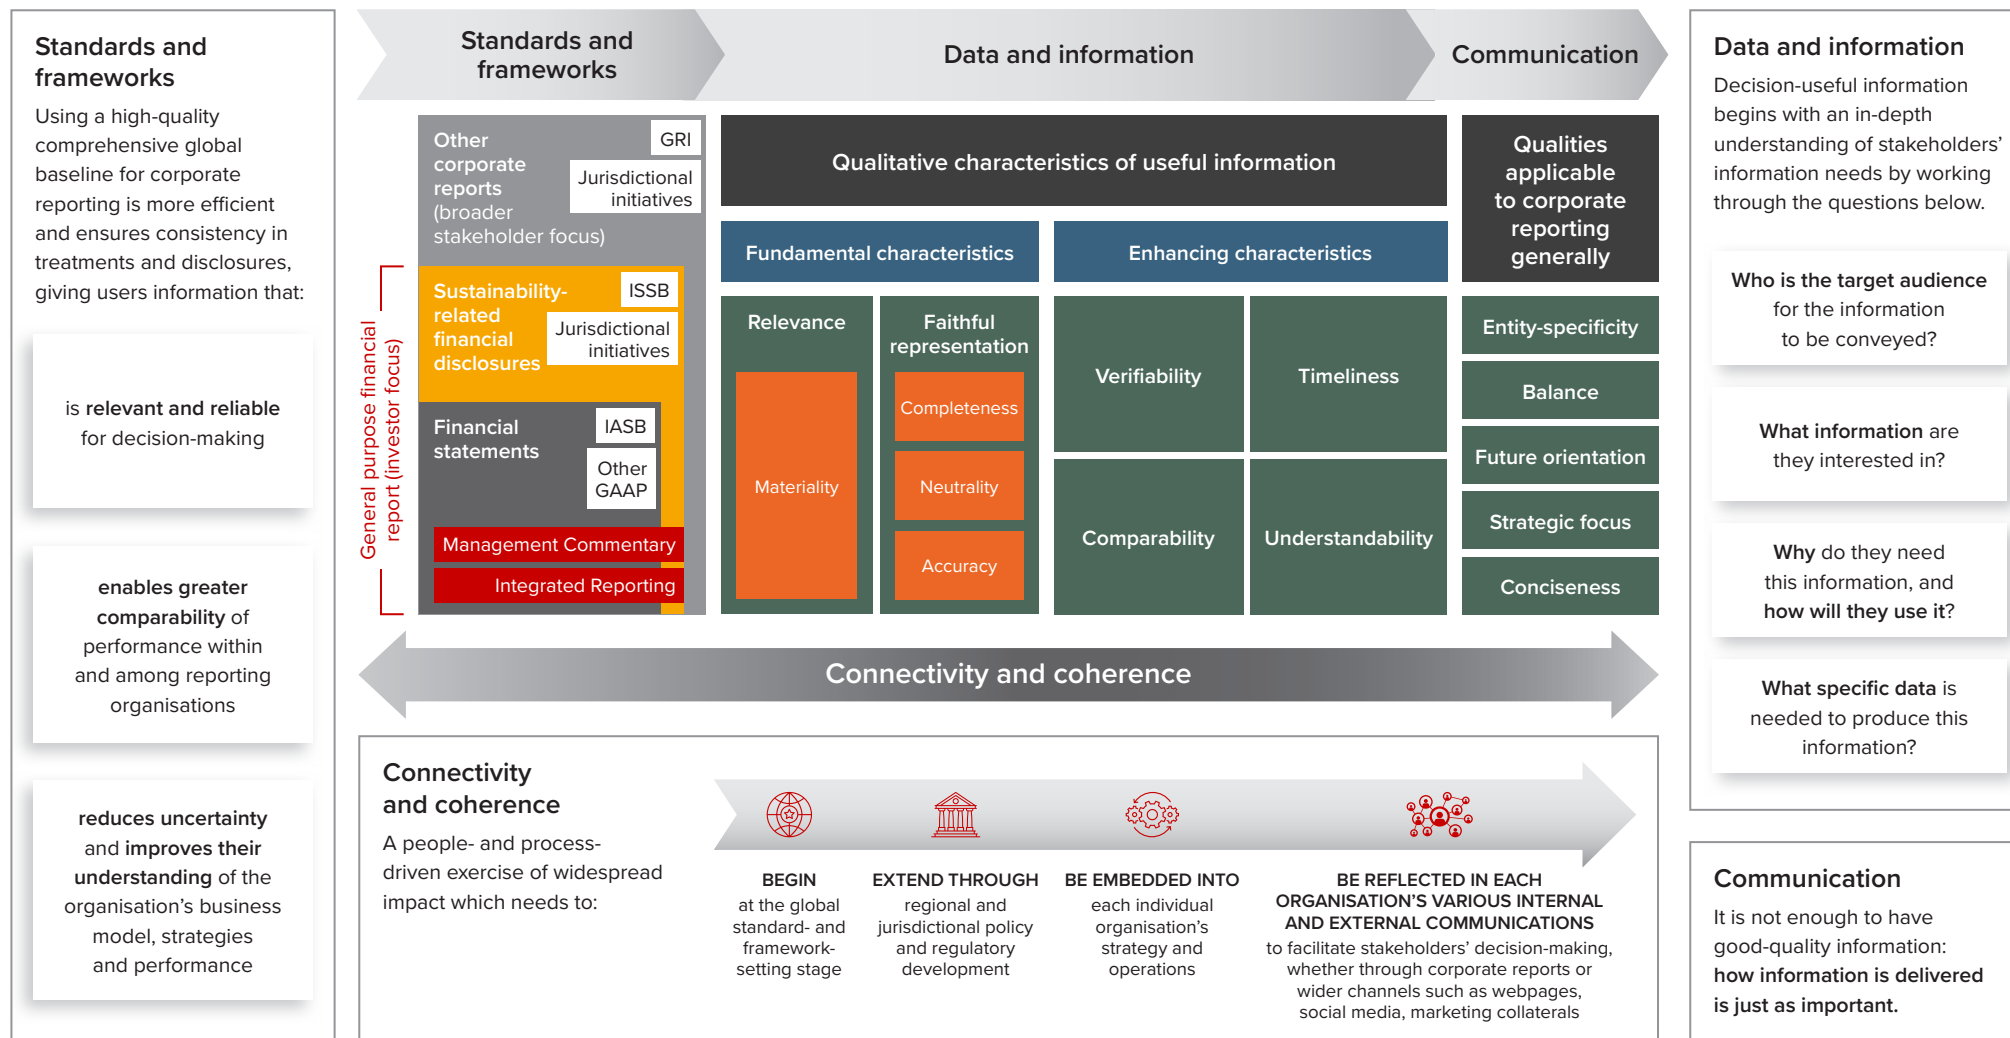 Standards and
frameworks
Using a high-quality
comprehensive global
baseline for corporate
reporting is more efficient
and ensures consistency in
treatments and disclosures,
giving users information that:
is relevant and reliable
for decision-making
enables greater
comparability of
performance within
and among reporting
organisations
reduces uncertainty
and improves their
understanding of the
organisation’s business
model, strategies
and performance
Standards and
frameworks
Data and information
Communication
Other
corporate
reports
(broader
stakeholder focus)
GRI
Jurisdictional
initiatives
General purpose financial
report (investor focus)
Sustainability-
related
financial
disclosures
ISSB
Jurisdictional
initiatives
Financial
statements
IASB
Other
GAAP
Management Commentary
Integrated Reporting
Qualitative characteristics of useful information
Fundamental characteristics
Enhancing characteristics
Relevance
Materiality
Faithful
representation
Completeness
Neutrality
Accuracy
Verifiability
Timeliness
Comparability
Understandability
Qualities
applicable
to corporate
reporting
generally
Entity-specificity
Balance
Future orientation
Strategic focus
Conciseness
Connectivity and coherence
Connectivity
and coherence
A people- and process-
driven exercise of widespread
impact which needs to:
BEGIN
at the global
standard- and
framework-
setting stage
EXTEND THROUGH
regional and
jurisdictional policy
and regulatory
development
BE EMBEDDED INTO
each individual
organisation’s
strategy and
operations
BE REFLECTED IN EACH
ORGANISATION’S VARIOUS INTERNAL
AND EXTERNAL COMMUNICATIONS
to facilitate stakeholders’ decision-making,
whether through corporate reports or
wider channels such as webpages,
social media, marketing collaterals
Data and information
Decision-useful information
begins with an in-depth
understanding of stakeholders’
information needs by working
through the questions below.
Who is the target audience
for the information
to be conveyed?
What information are
they interested in?
Why do they need
this information, and
how will they use it?
What specific data is
needed to produce this
information?
Communication
It is not enough to have
good-quality information:
how information is delivered
is just as important.